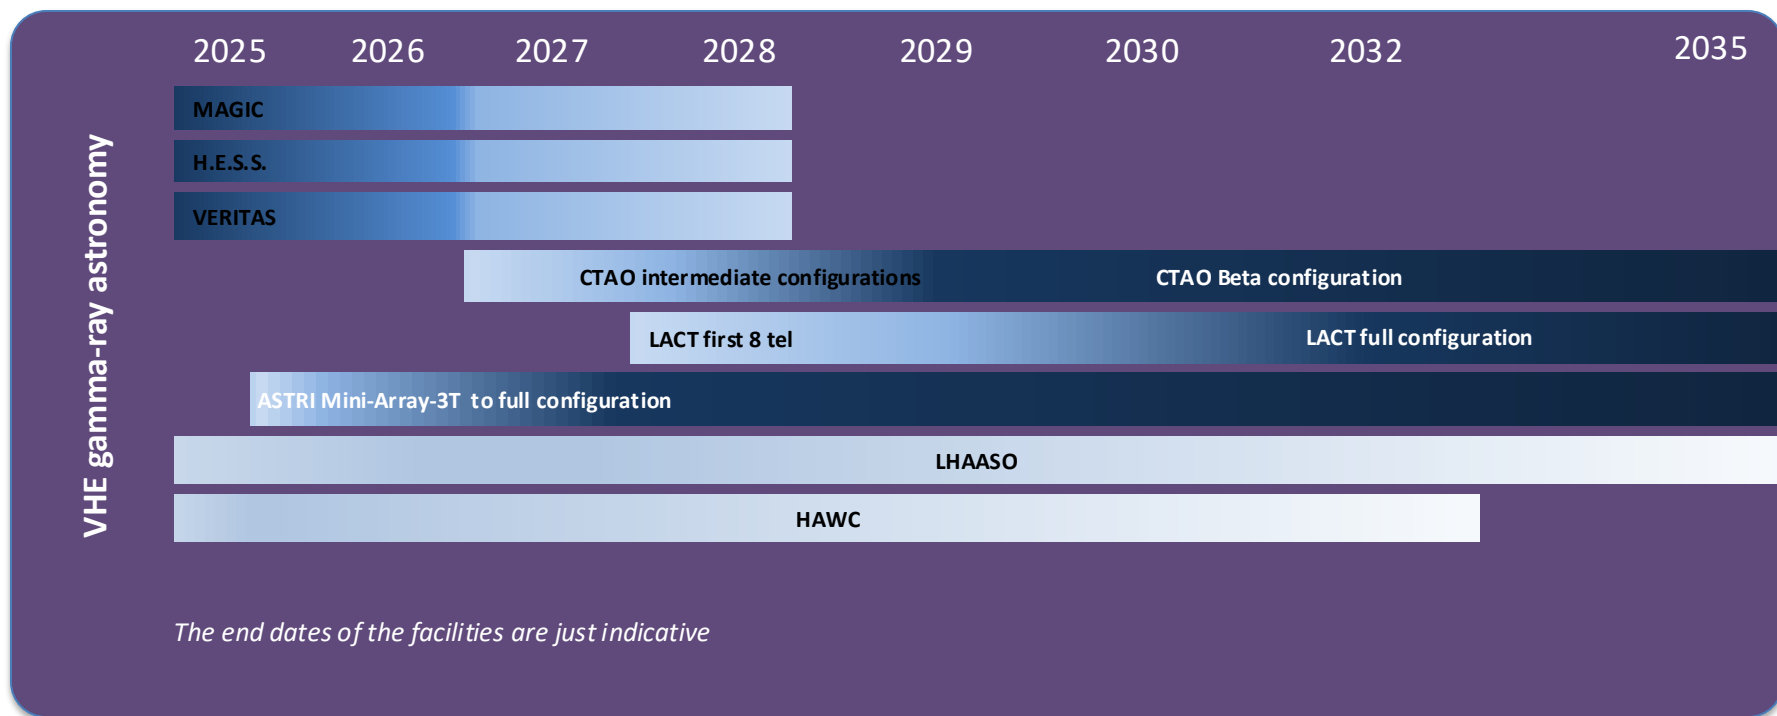 2025 2026 2027 2028 2029 2030 2032 2035
VHE gamma-ray astronomy
MAGIC
H.E.S.S.
VERITAS
CTAO intermediate configurations CTAO Beta configuration
LACT first 8 tel LACT full configuration
ASTRI Mini-Array-3T to full configuration
LHAASO
HAWC
The end dates of the facilities are just indicative